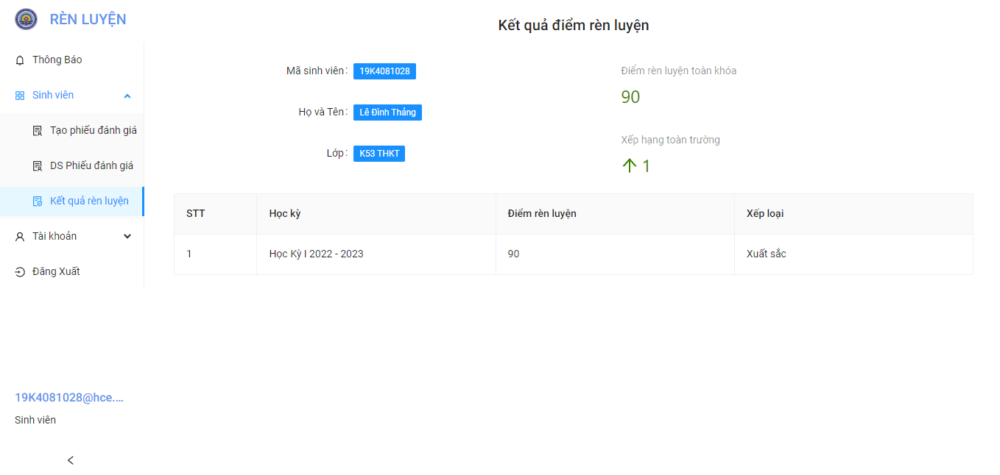 RÈN LUYỆN
Thông Báo
Sinh viên
Tạo phiếu đánh giá
DS Phiếu đánh giá
Kết quả rèn luyện
Tài khoản
Đăng Xuất
19K4081028@hce....
Sinh viên
Kết quả điểm rèn luyện
Mã sinh viên: 19K4081028
Họ và Tên: Lê Đình Thảng
Lớp: K53 THKT
Điểm rèn luyện toàn khóa
90
Xếp hạng toàn trường
1
STT Học kỳ Điểm rèn luyện Xếp loại
1 Học Kỳ I 2022 - 2023 90 Xuất sắc